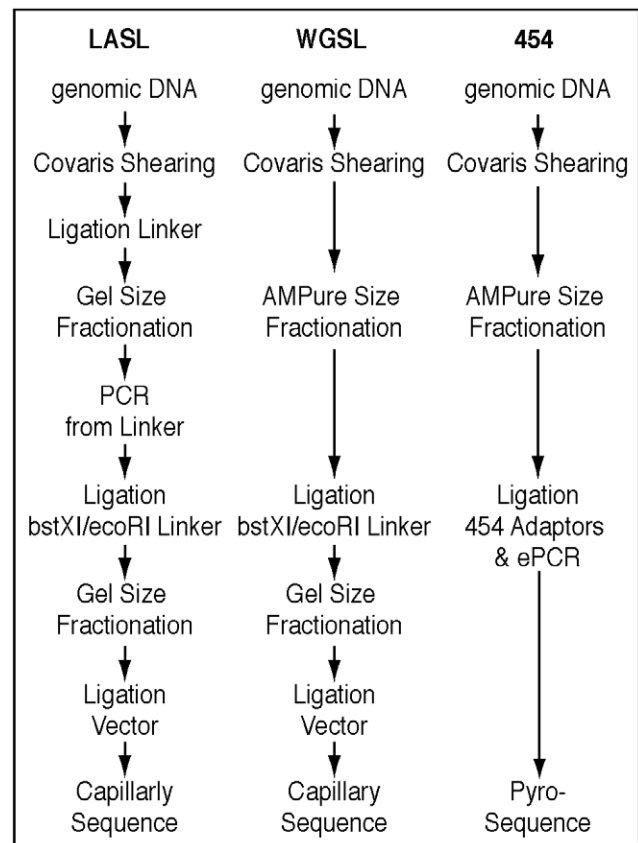 LASL
genomic DNA
Covaris Shearing
Ligation Linker
Gel Size
Fractionation
PCR
from Linker
Ligation
bstXI/ecoRI Linker
Gel Size
Fractionation
Ligation
Vector
Capillarly
Sequence
WGSL
genomic DNA
Covaris Shearing
AMPure Size
Fractionation
Ligation
bstXI/ecoRI Linker
Gel Size
Fractionation
Ligation
Vector
Capillary
Sequence
454
genomic DNA
Covaris Shearing
AMPure Size
Fractionation
Ligation
454 Adaptors
& ePCR
Pyro-
Sequence